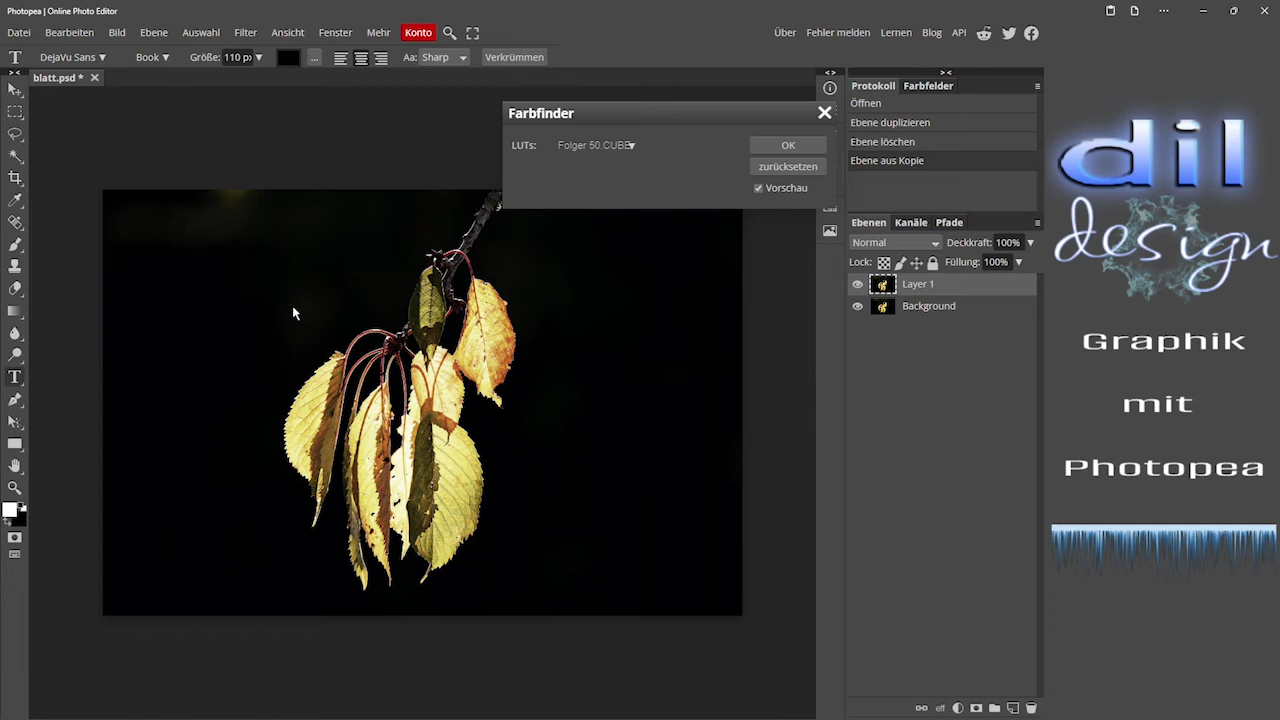 Photopea | Online Photo Editor
Datei Bearbeiten Bild Ebene Auswahl Filter Ansicht Fenster Mehr Konto Über Fehler melden Lernen Blog API
DejaVu Sans Book Größe: 110 px ... Aa: Sharp Verkrümmen
blatt.psd *
Protokoll Farbfelder
Öffnen
Ebene duplizieren
Ebene löschen
Ebene aus Kopie
Farbfinder
LUTs: Folger 50.CUBE OK
zurücksetzen
Vorschau
Ebenen Kanäle Pfade
Normal Deckkraft: 100%
Lock: Füllung: 100%
Layer 1
Background
eff
dil
design
Graphik
mit
Photopea